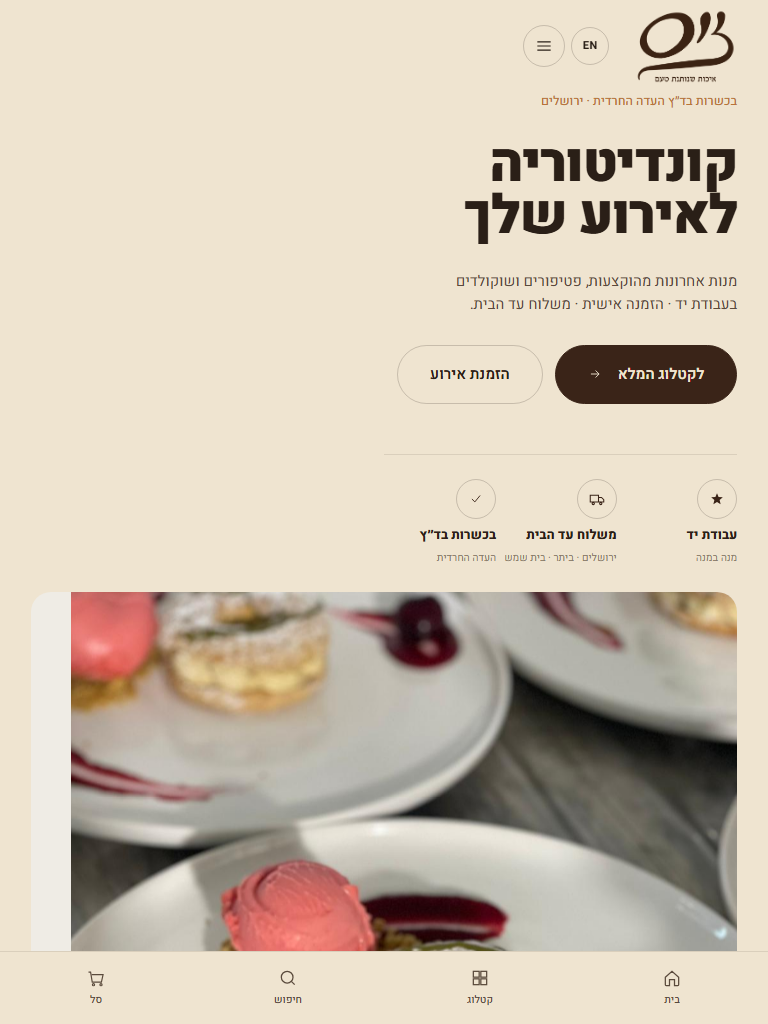 איכות שנותנת טעם
EN
בכשרות בד״ץ העדה החרדית · ירושלים
קונדיטוריה
לאירוע שלך
מנות אחרונות מהוקצעות, פטיפורים ושוקולדים
בעבודת יד · הזמנה אישית · משלוח עד הבית.
לקטלוג המלא →
הזמנת אירוע
עבודת יד
מנה במנה
משלוח עד הבית
ירושלים · ביתר · בית שמש
בכשרות בד״ץ
העדה החרדית
בית
קטלוג
חיפוש
סל